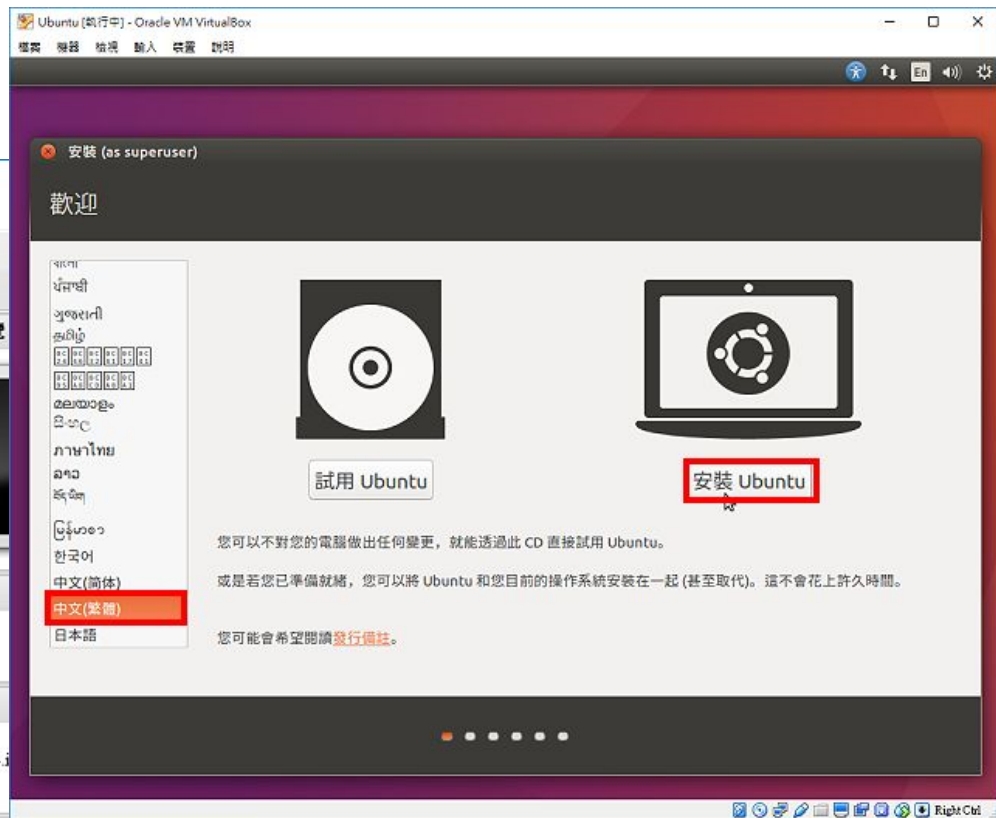 Ubuntu [執行中] - Oracle VM VirtualBox
檔案 機器 檢視 輸入 裝置 說明
En
安裝 (as superuser)
歡迎
ਪੰਜਾਬੀ
ગુજરાતી
தமிழ்
മലയാളം
සිංහල
ภาษาไทย
ລາວ
မြန်မာစာ
한국어
中文(简体)
中文(繁體)
日本語
試用 Ubuntu
安裝 Ubuntu
您可以不對您的電腦做出任何變更，就能透過此 CD 直接試用 Ubuntu。
或是若您已準備就緒，您可以將 Ubuntu 和您目前的操作系統安裝在一起 (甚至取代)。這不會花上許久時間。
您可能會希望閱讀發行備註。
Right Ctrl